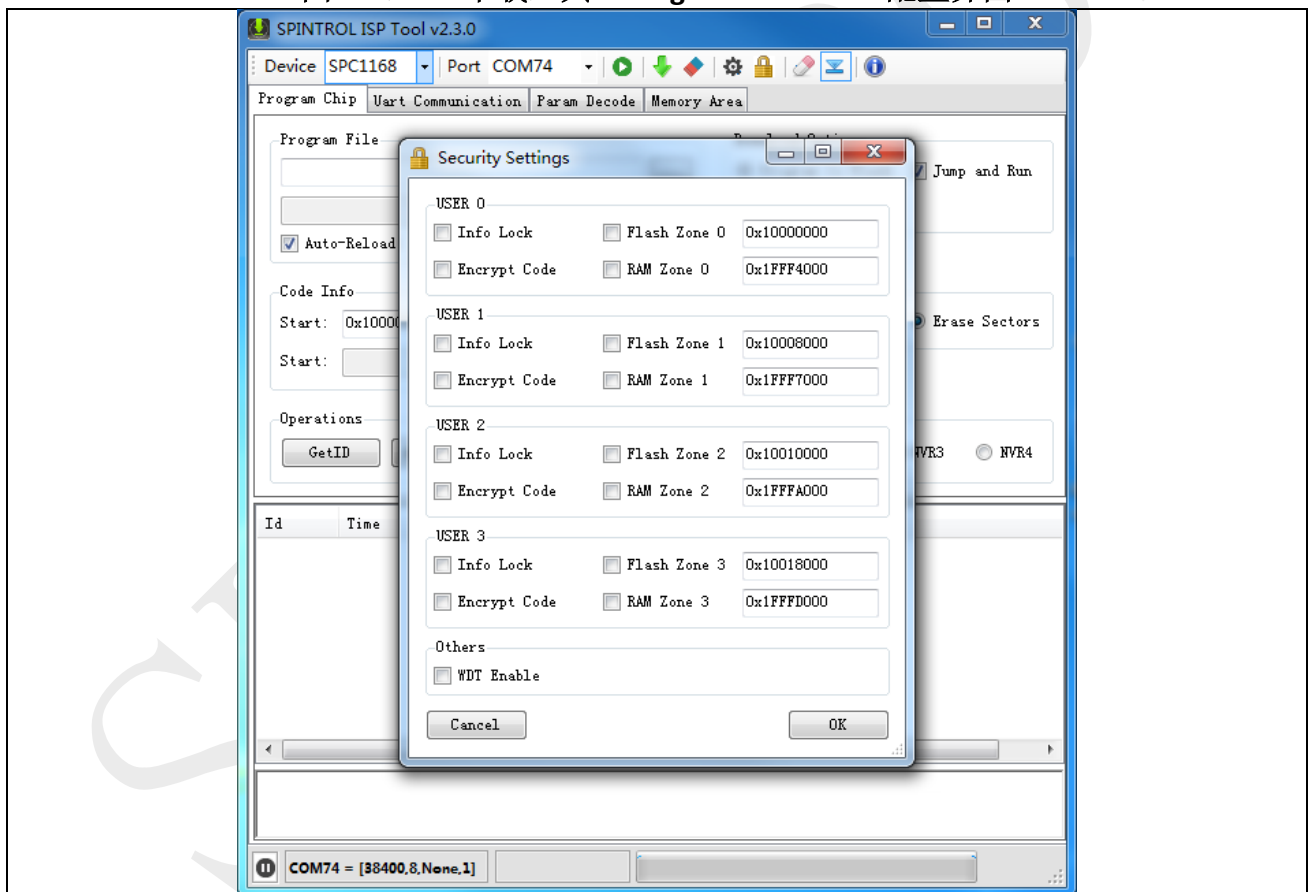 SPINTROL ISP Tool v2.3.0
Device SPC1168 Port COM74
Program Chip Uart Communication Param Decode Memory Area
Program File
Security Settings
Jump and Run
USER 0
Info Lock Flash Zone 0 0x10000000
Auto-Reload
Encrypt Code RAM Zone 0 0x1FFF4000
Code Info
USER 1
Start: 0x1000 Erase Sectors
Info Lock Flash Zone 1 0x10008000
Start:
Encrypt Code RAM Zone 1 0x1FFF7000
Operations
USER 2
GetID Info Lock Flash Zone 2 0x10010000 NVR3 NVR4
Encrypt Code RAM Zone 2 0x1FFFA000
Id Time
USER 3
Info Lock Flash Zone 3 0x10018000
Encrypt Code RAM Zone 3 0x1FFFD000
Others
WDT Enable
Cancel OK
COM74 = [38400,8,None,1]